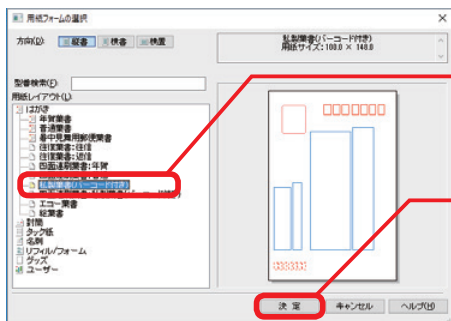 用紙フォームの選択
方向(D): 縦書 横書 横置
私製葉書(バーコード付き)
用紙サイズ：100.0 × 148.0
型番検索(F):
用紙レイアウト(L):
はがき
年賀葉書
普通葉書
暑中見舞用郵便葉書
往復葉書:往信
往復葉書:返信
四面連刷葉書:年賀
私製葉書(バーコード付き)
エコー葉書
絵葉書
封筒
タック紙
名刺
リフィル/フォーム
グッズ
ユーザー
決定 キャンセル ヘルプ(H)